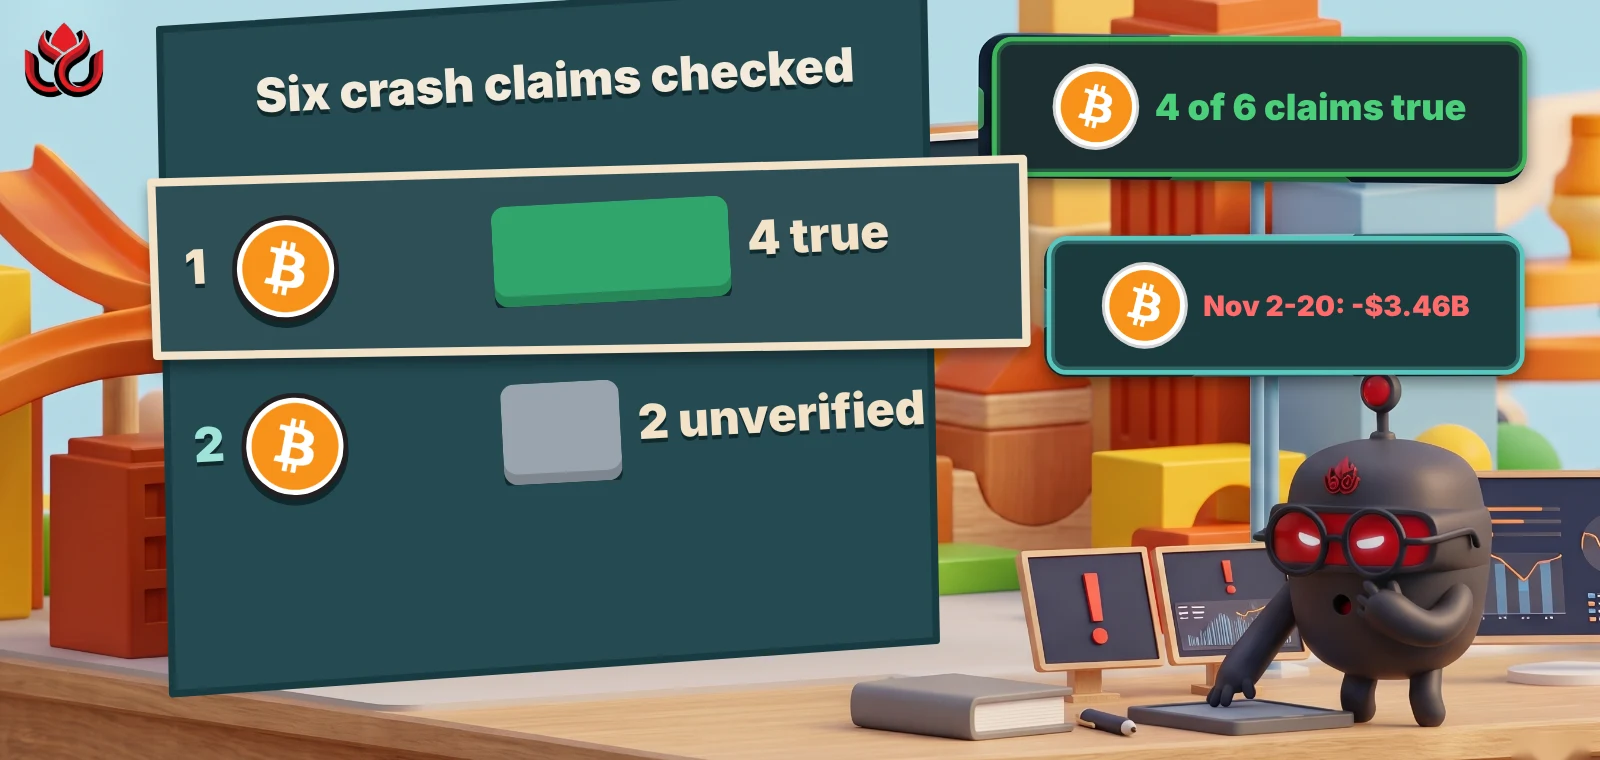 Six crash claims checked
1
4 true
2
2 unverified
4 of 6 claims true
Nov 2-20: -$3.46B